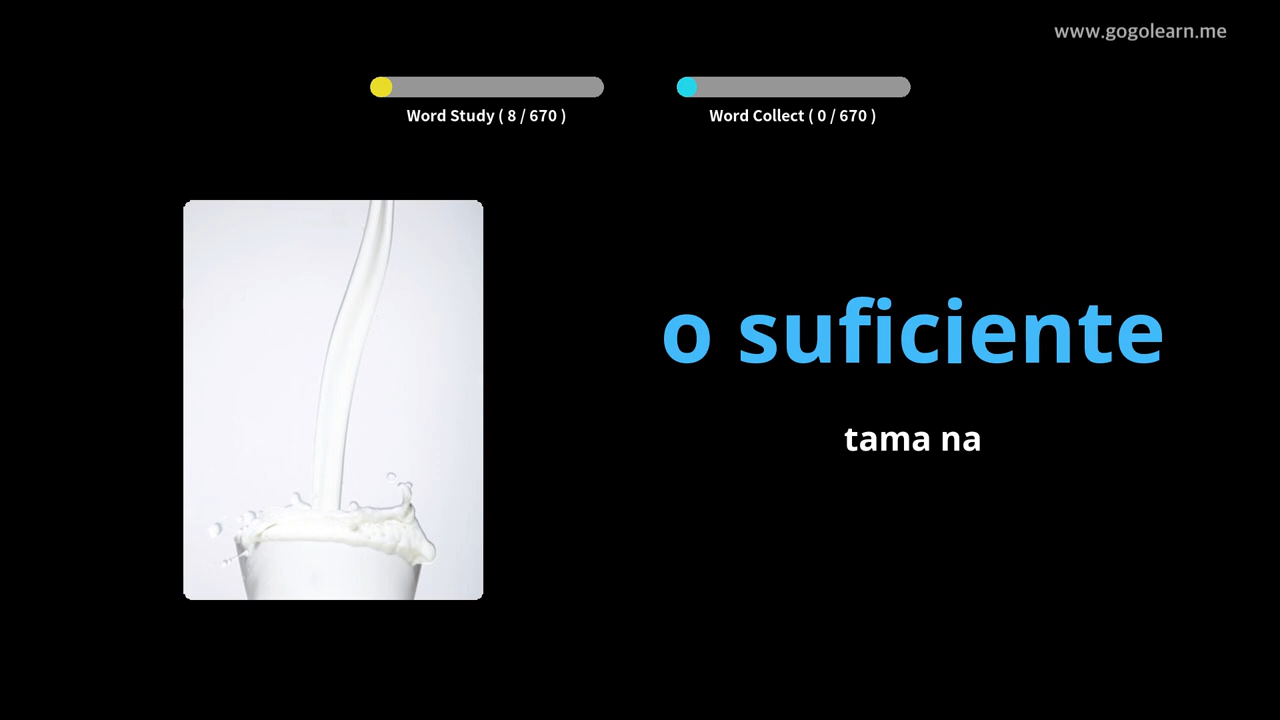 www.gogolearn.me
Word Study ( 8 / 670 )
Word Collect ( 0 / 670 )
o suficiente
tama na